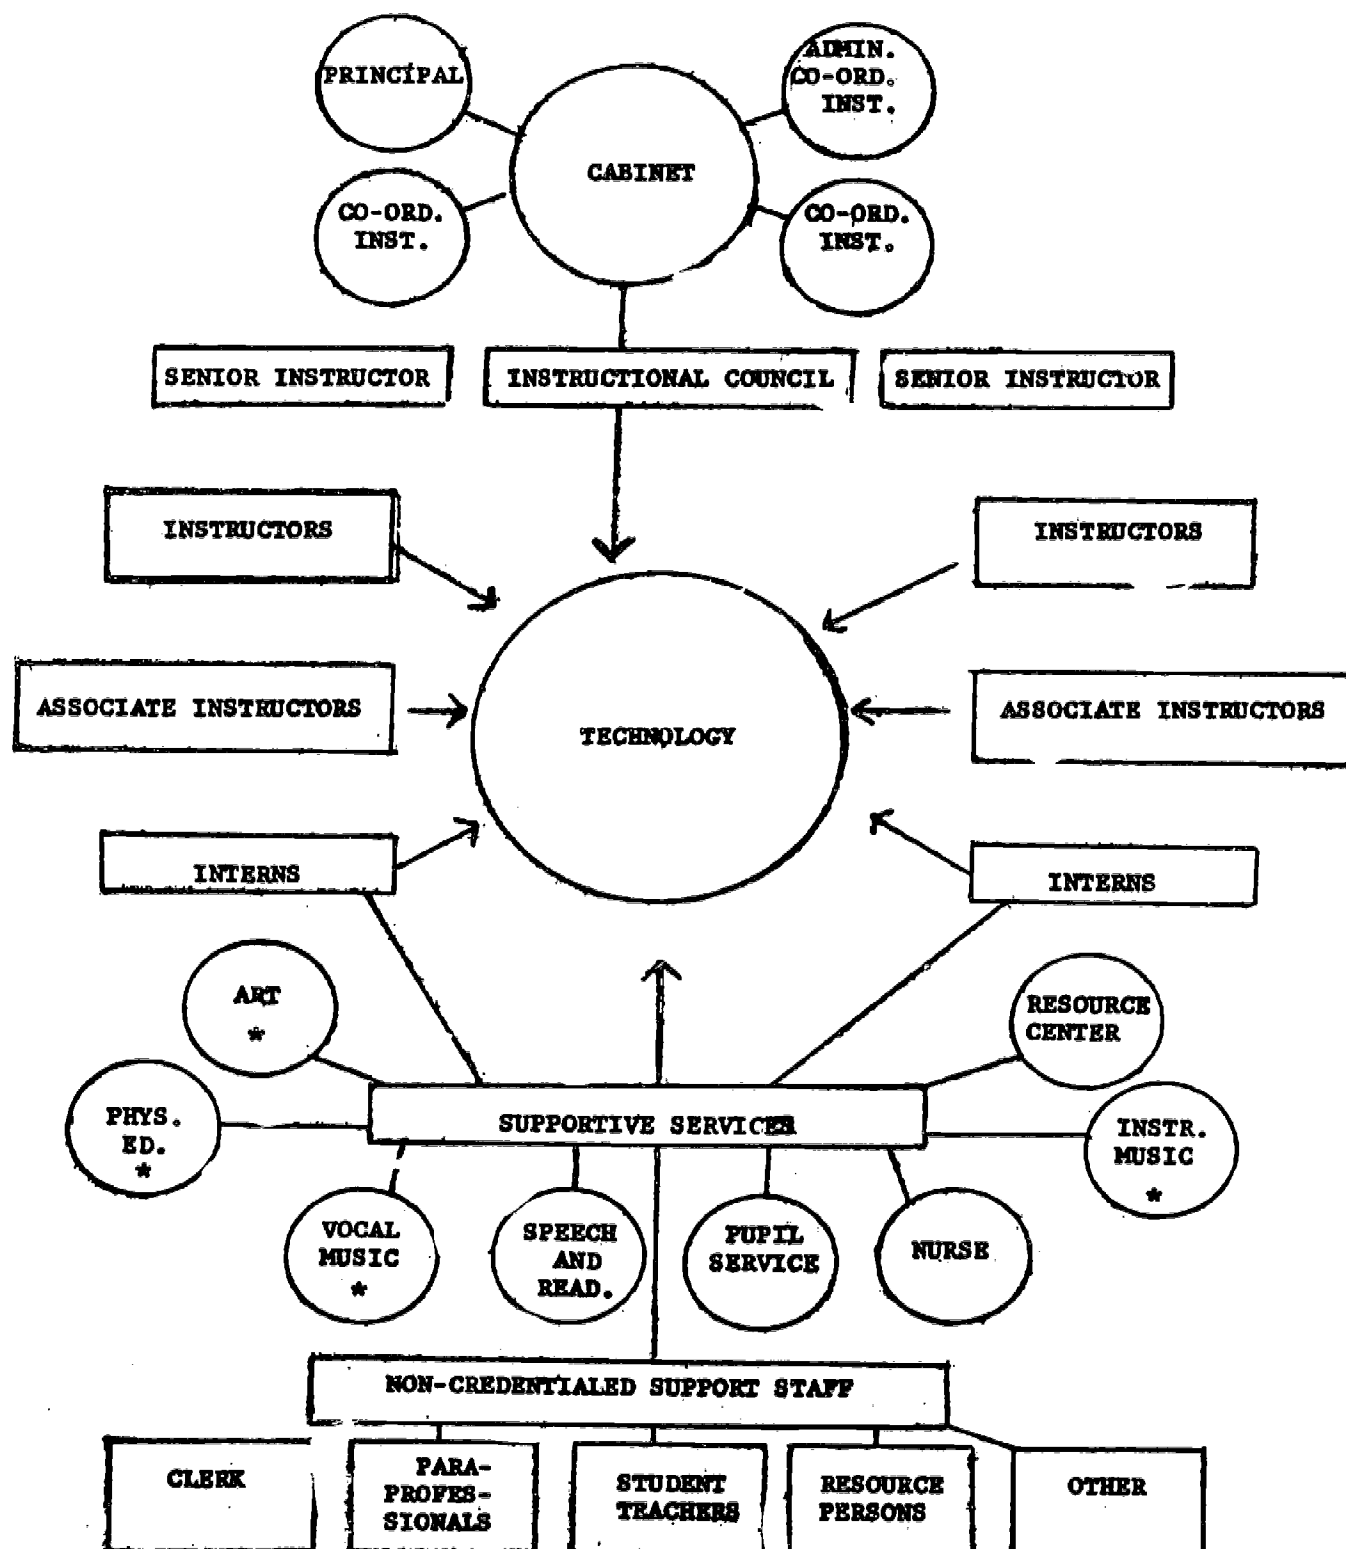 PRINCIPAL
ADMIN.
CO-ORD.
INST.
CABINET
CO-ORD.
INST.
CO-ORD.
INST.
SENIOR INSTRUCTOR
INSTRUCTIONAL COUNCIL
SENIOR INSTRUCTOR
INSTRUCTORS
INSTRUCTORS
ASSOCIATE INSTRUCTORS
TECHNOLOGY
ASSOCIATE INSTRUCTORS
INTERNS
INTERNS
ART
*
RESOURCE
CENTER
PHYS.
ED.
*
SUPPORTIVE SERVICES
INSTR.
MUSIC
*
VOCAL
MUSIC
*
SPEECH
AND
READ.
PUPIL
SERVICE
NURSE
NON-CREDENTIALED SUPPORT STAFF
CLERK
PARA-
PROFES-
SIONALS
STUDENT
TEACHERS
RESOURCE
PERSONS
OTHER